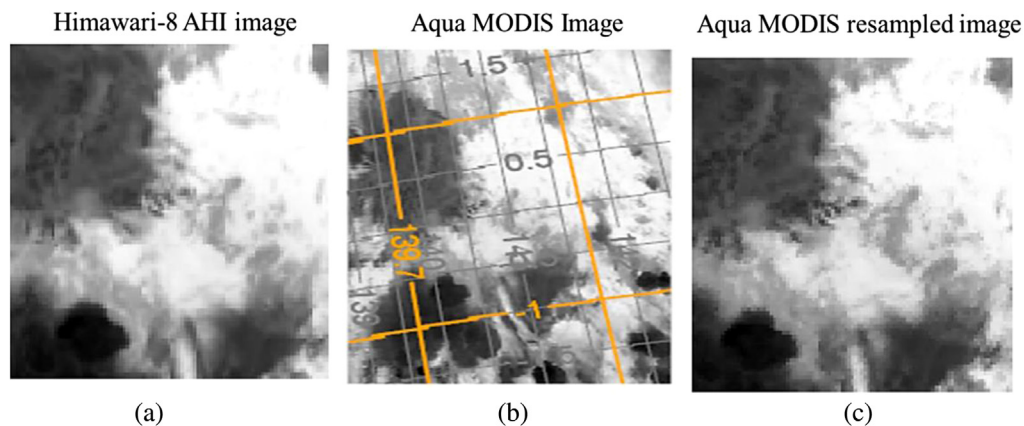 Himawari-8 AHI image
Aqua MODIS Image
Aqua MODIS resampled image
1.5
0.5
139.7
-1
(a)
(b)
(c)